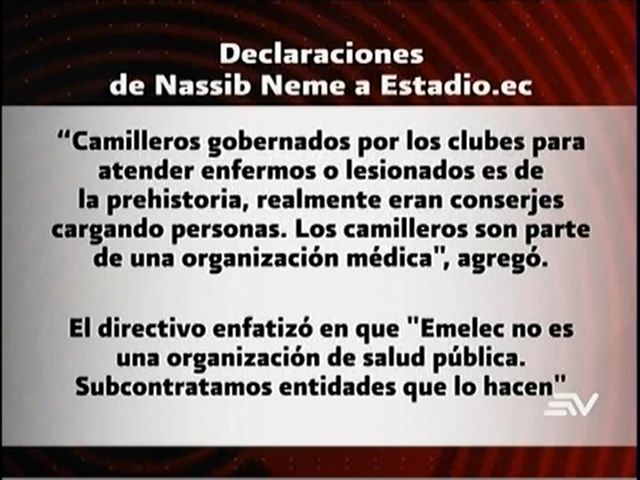 Declaraciones
de Nassib Neme a Estadio.ec
“Camilleros gobernados por los clubes para
atender enfermos o lesionados es de
la prehistoria, realmente eran conserjes
cargando personas. Los camilleros son parte
de una organización médica", agregó.
El directivo enfatizó en que "Emelec no es
una organización de salud pública.
Subcontratamos entidades que lo hacen"